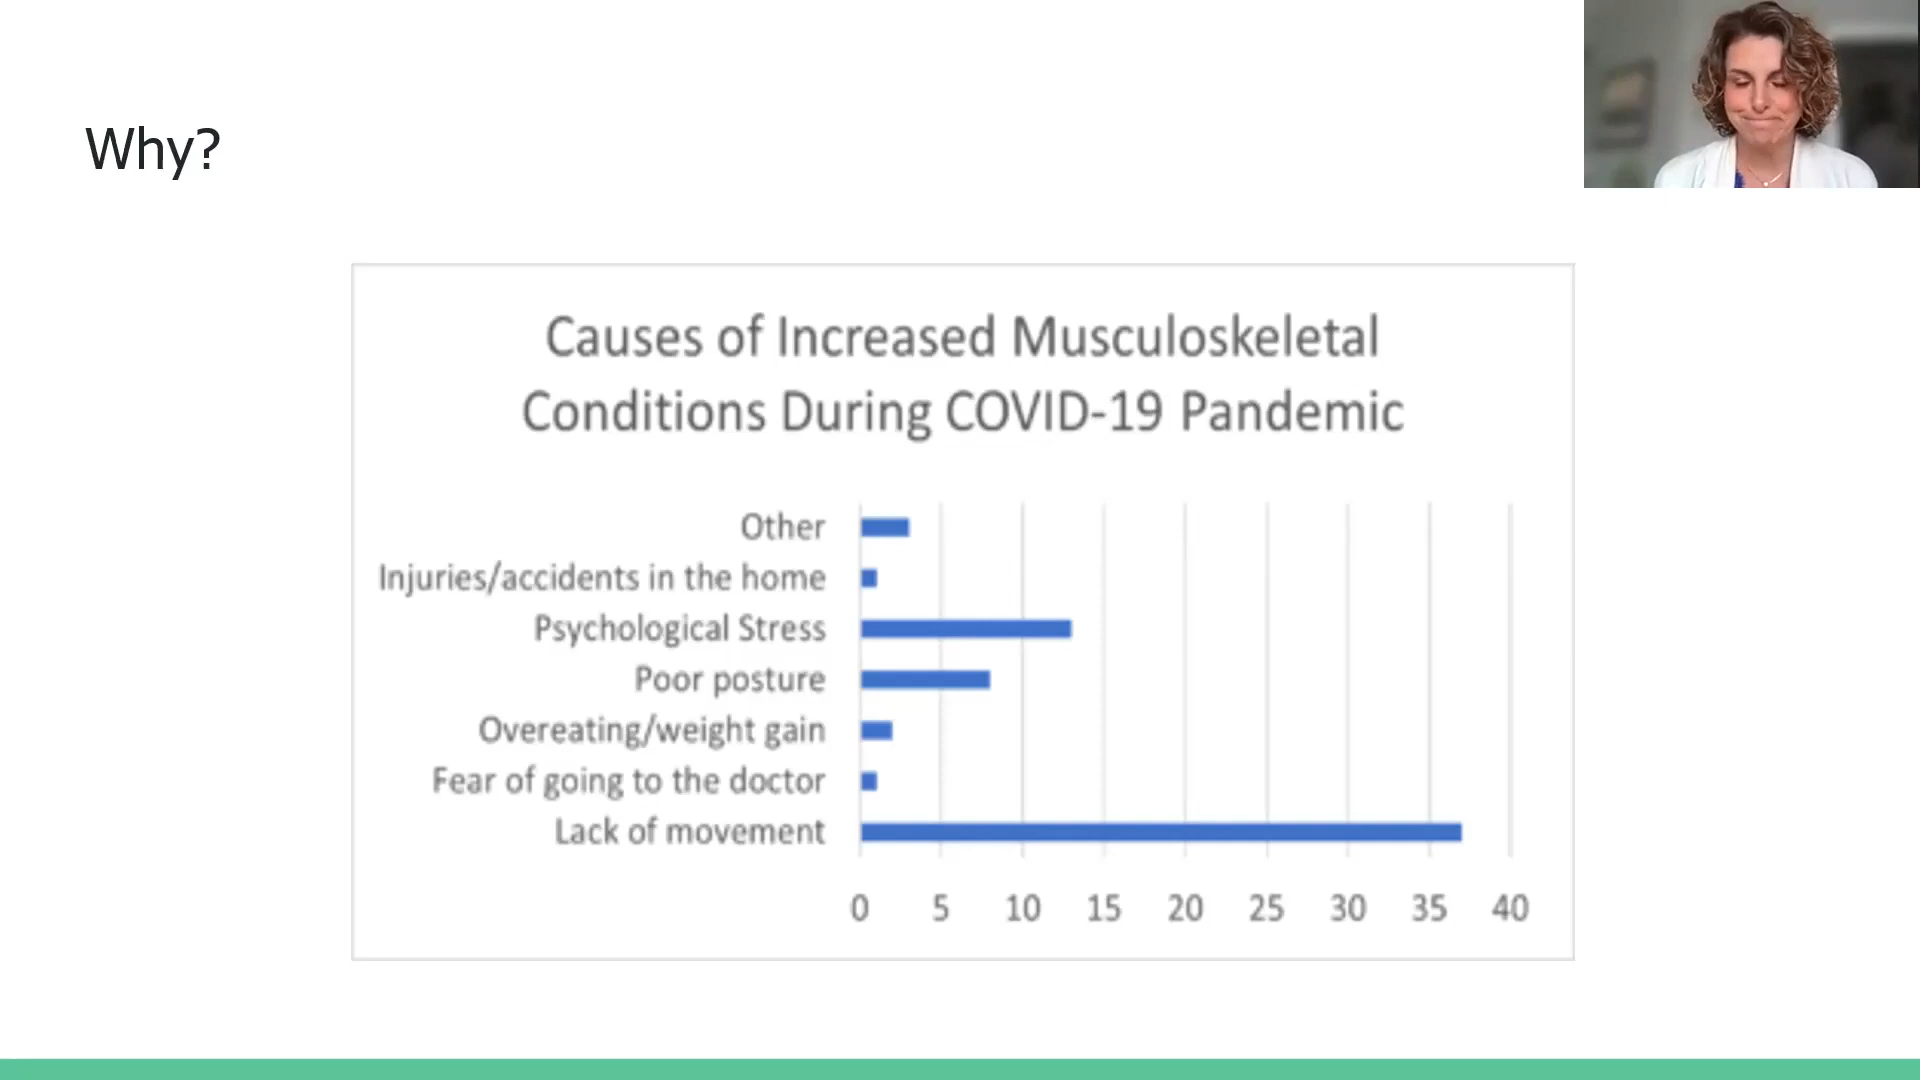 Why?
Causes of Increased Musculoskeletal
Conditions During COVID-19 Pandemic
Other
Injuries/accidents in the home
Psychological Stress
Poor posture
Overeating/weight gain
Fear of going to the doctor
Lack of movement
0 5 10 15 20 25 30 35 40